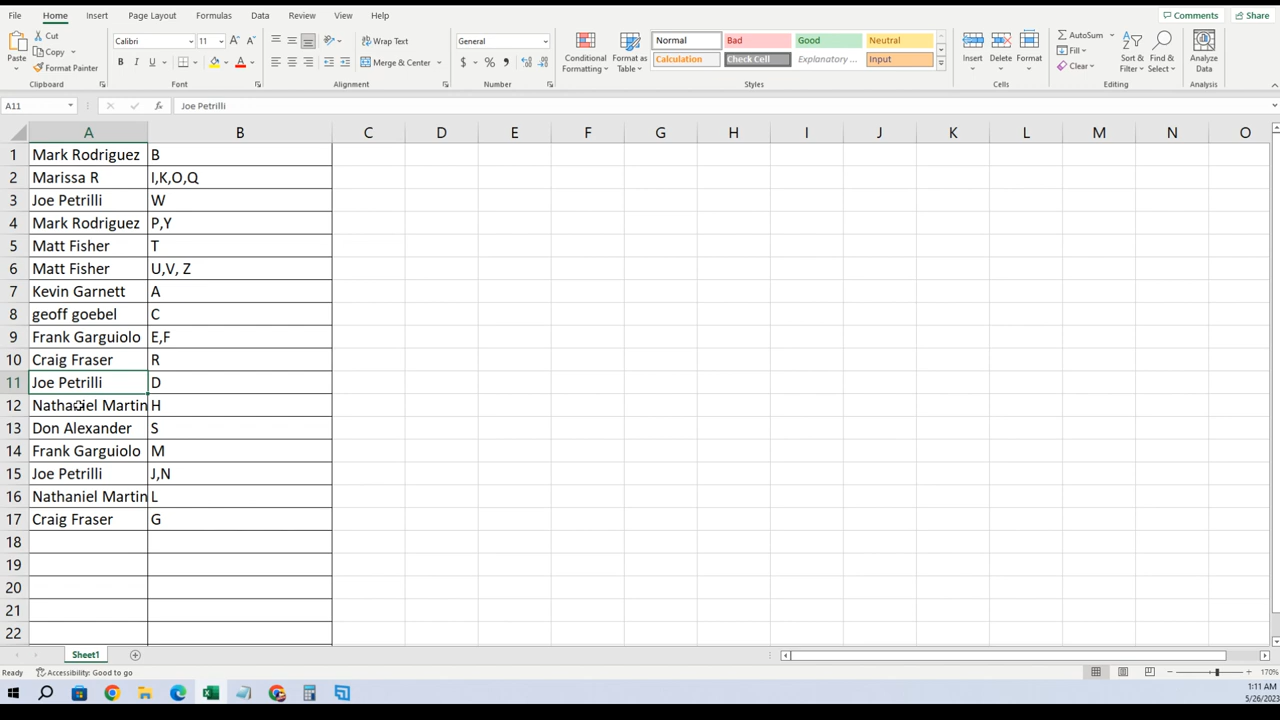 File Home Insert Page Layout Formulas Data Review View Help Comments Share
Cut Calibri 11 Wrap Text General Normal Bad Good Neutral AutoSum
Paste Copy Conditional Formatting Format as Table Insert Delete Format Fill Sort & Filter Find & Select Analyze Data
Format Painter B I U Merge & Center $ % Calculation Check Cell Explanatory ... Input Clear
Clipboard Font Alignment Number Styles Cells Editing Analysis
A11 fx Joe Petrilli
A B C D E F G H I J K L M N O
1 Mark Rodriguez B
2 Marissa R I,K,O,Q
3 Joe Petrilli W
4 Mark Rodriguez P,Y
5 Matt Fisher T
6 Matt Fisher U,V, Z
7 Kevin Garnett A
8 geoff goebel C
9 Frank Garguiolo E,F
10 Craig Fraser R
11 Joe Petrilli D
12 Nathaniel Martin H
13 Don Alexander S
14 Frank Garguiolo M
15 Joe Petrilli J,N
16 Nathaniel Martin L
17 Craig Fraser G
18
19
20
21
22
Sheet1
Ready Accessibility: Good to go 170%
1:11 AM
5/26/2023